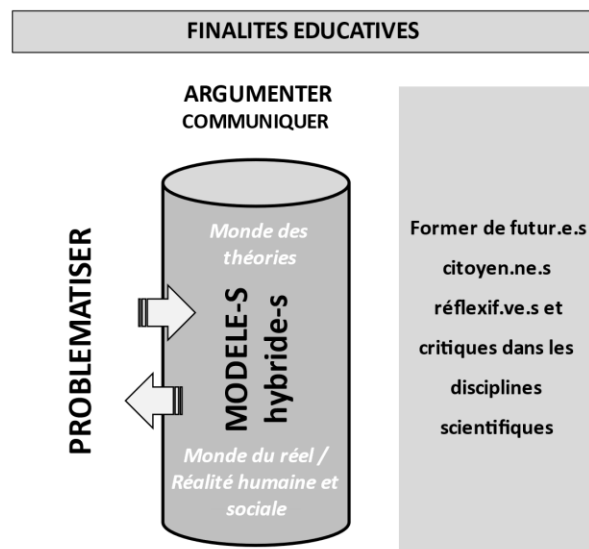 FINALITES EDUCATIVES
ARGUMENTER
COMMUNIQUER
PROBLEMATISER
Monde des
théories
MODELE-S
hybride-s
Monde du réel /
Réalité humaine et
sociale
Former de futur.e.s
citoyen.ne.s
réflexif.ve.s et
critiques dans les
disciplines
scientifiques